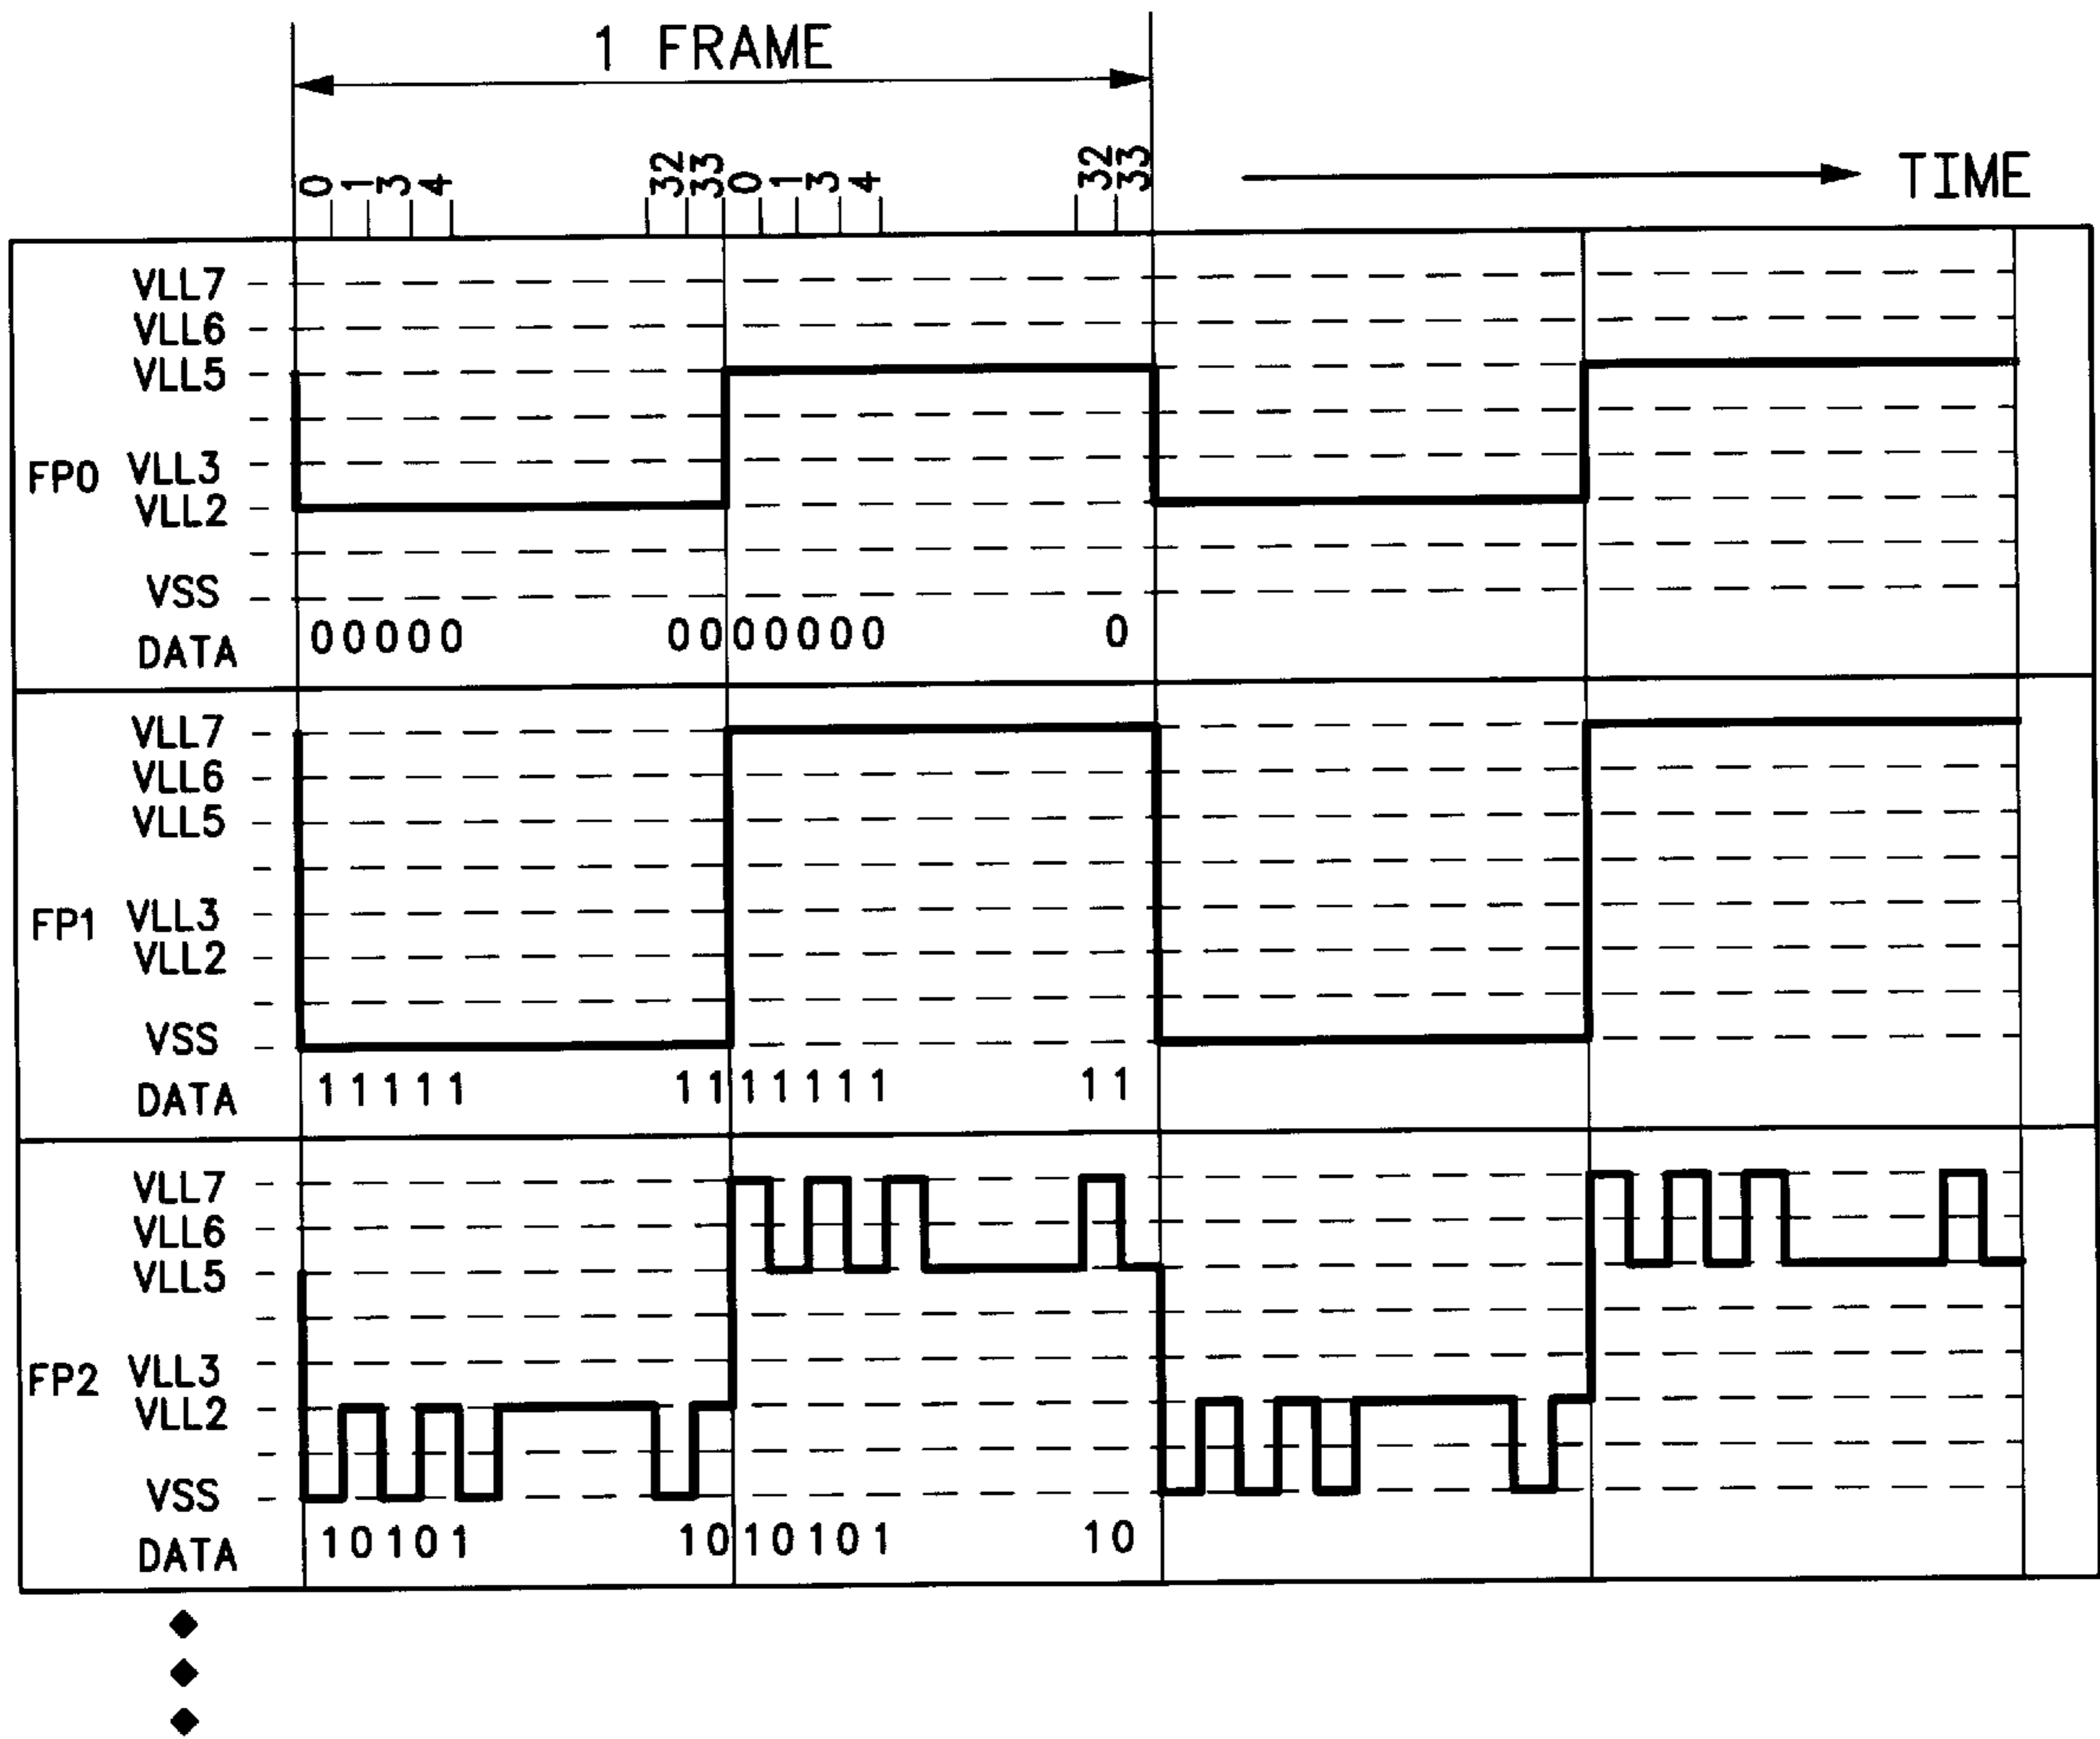 1 FRAME
0 1 3 4 32 33 0 1 3 4 32 33
TIME
VLL7
VLL6
VLL5
FP0
VLL3
VLL2
VSS
DATA 00000 0000000 0
VLL7
VLL6
VLL5
FP1
VLL3
VLL2
VSS
DATA 11111 1111111 11
VLL7
VLL6
VLL5
FP2
VLL3
VLL2
VSS
DATA 10101 1010101 10